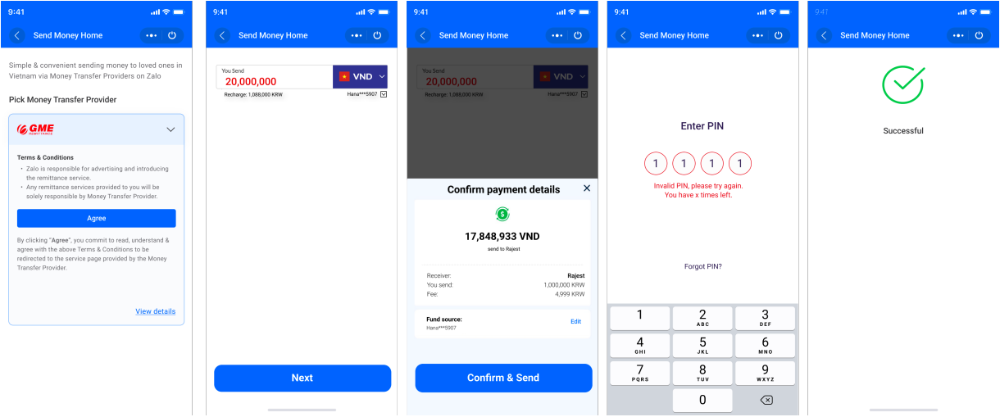 9:41
Send Money Home
Simple & convenient sending money to loved ones in
Vietnam via Money Transfer Providers on Zalo
Pick Money Transfer Provider
GME
REMITTANCE
Terms & Conditions
• Zalo is responsible for advertising and introducing
the remittance service.
• Any remittance services provided to you will be
solely responsible by Money Transfer Provider.
Agree
By clicking "Agree", you commit to read, understand &
agree with the above Terms & Conditions to be
redirected to the service page provided by the Money
Transfer Provider.
View details
9:41
Send Money Home
You Send
20,000,000
VND
Recharge: 1,088,000 KRW
Hana***5907
Next
9:41
Send Money Home
You Send
20,000,000
VND
Recharge: 1,088,000 KRW
Hana***5907
Confirm payment details
$
17,848,933 VND
send to Rajest
Receiver: Rajest
You send: 1,000,000 KRW
Fee: 4,999 KRW
Fund source:
Hana***5907
Edit
Confirm & Send
9:41
Send Money Home
Enter PIN
1 1 1 1
Invalid PIN, please try again.
You have x times left.
Forgot PIN?
1 2 3
ABC DEF
4 5 6
GHI JKL MNO
7 8 9
PQRS TUV WXYZ
0
9:41
Send Money Home
Successful